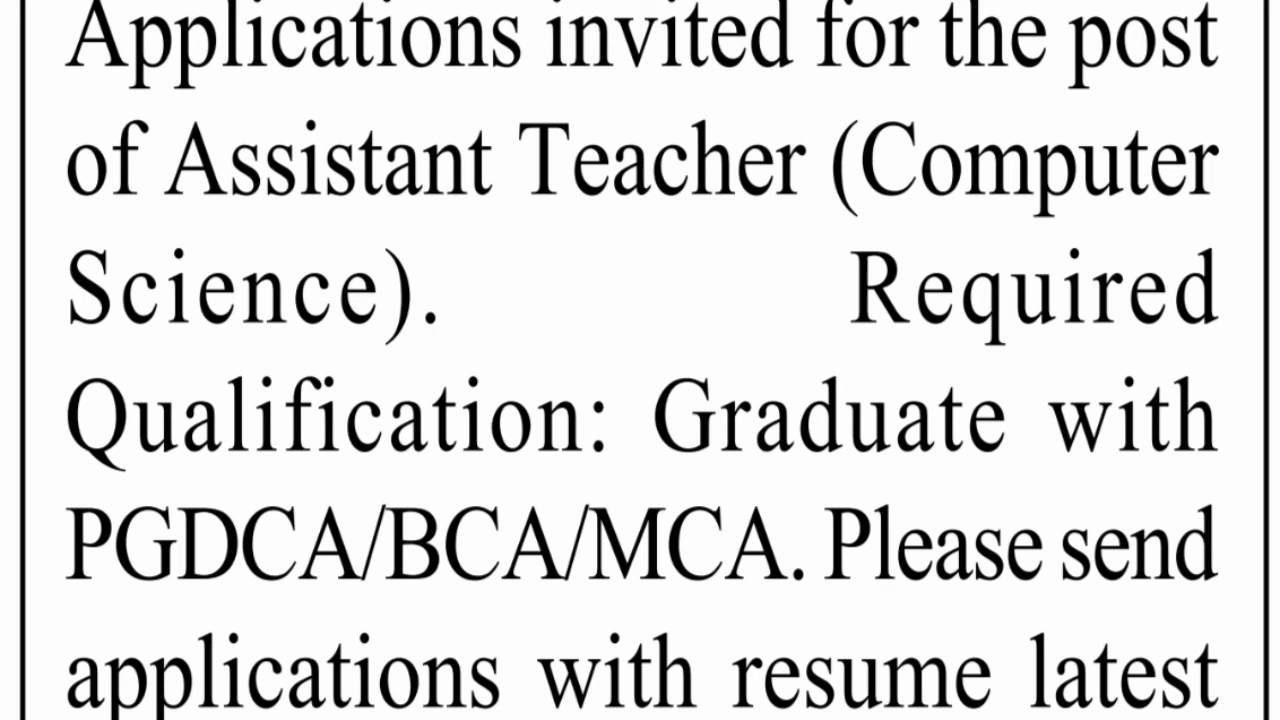 Applications invited for the post
of Assistant Teacher (Computer
Science). Required
Qualification: Graduate with
PGDCA/BCA/MCA. Please send
applications with resume latest